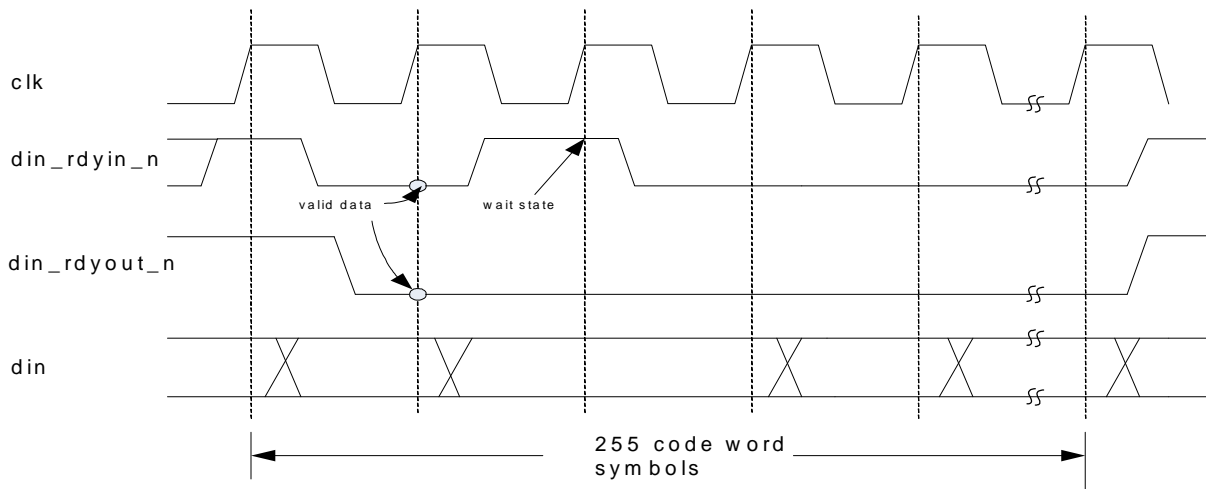 clk
din_rdyin_n
valid data
wait state
din_rdyout_n
din
255 code word
symbols